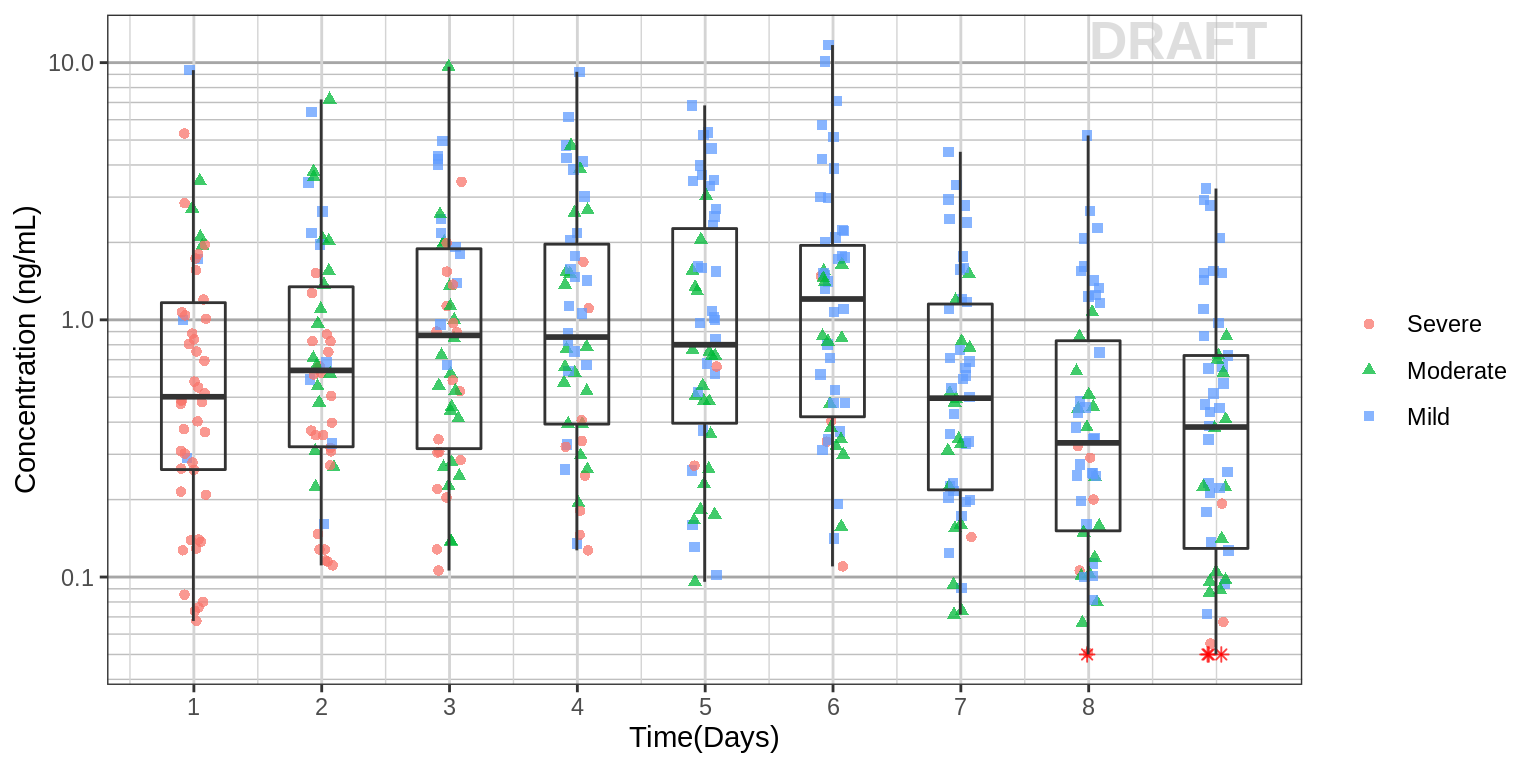 DRAFT
10.0
1.0
0.1
Concentration (ng/mL)
1 2 3 4 5 6 7 8
Time(Days)
Severe
Moderate
Mild